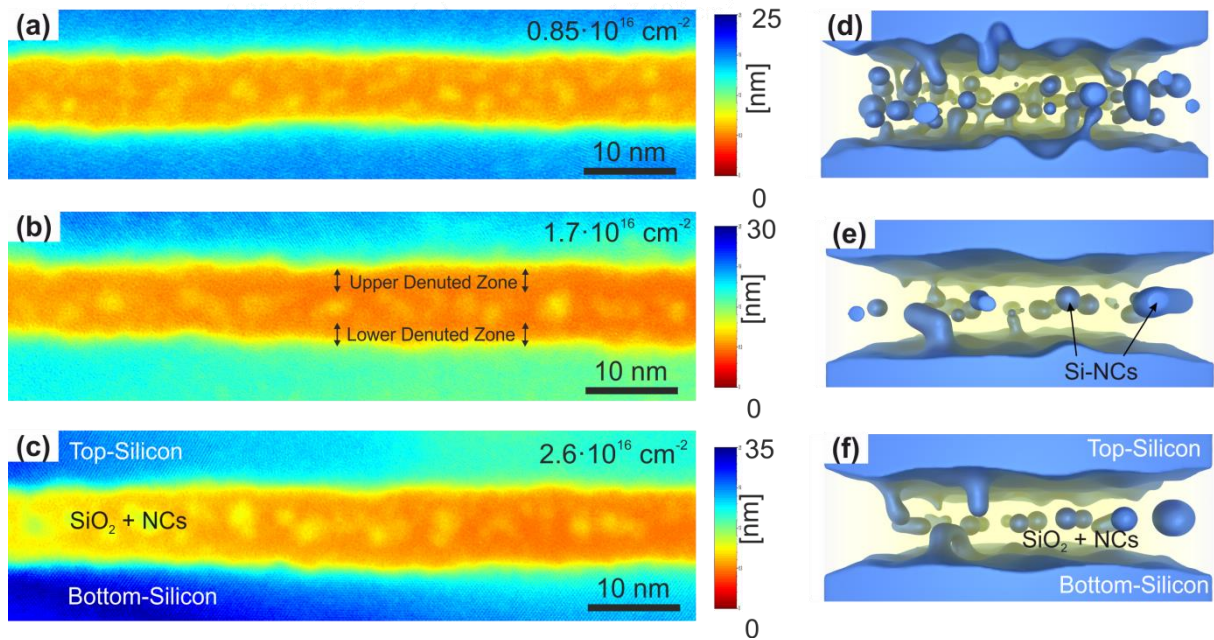 (a)
0.85·10¹⁶ cm⁻²
10 nm
25
[nm]
0
(d)
(b)
1.7·10¹⁶ cm⁻²
Upper Denuted Zone
Lower Denuted Zone
10 nm
30
[nm]
0
(e)
Si-NCs
(c)
Top-Silicon
2.6·10¹⁶ cm⁻²
SiO₂ + NCs
Bottom-Silicon
10 nm
35
[nm]
0
(f)
Top-Silicon
SiO₂ + NCs
Bottom-Silicon